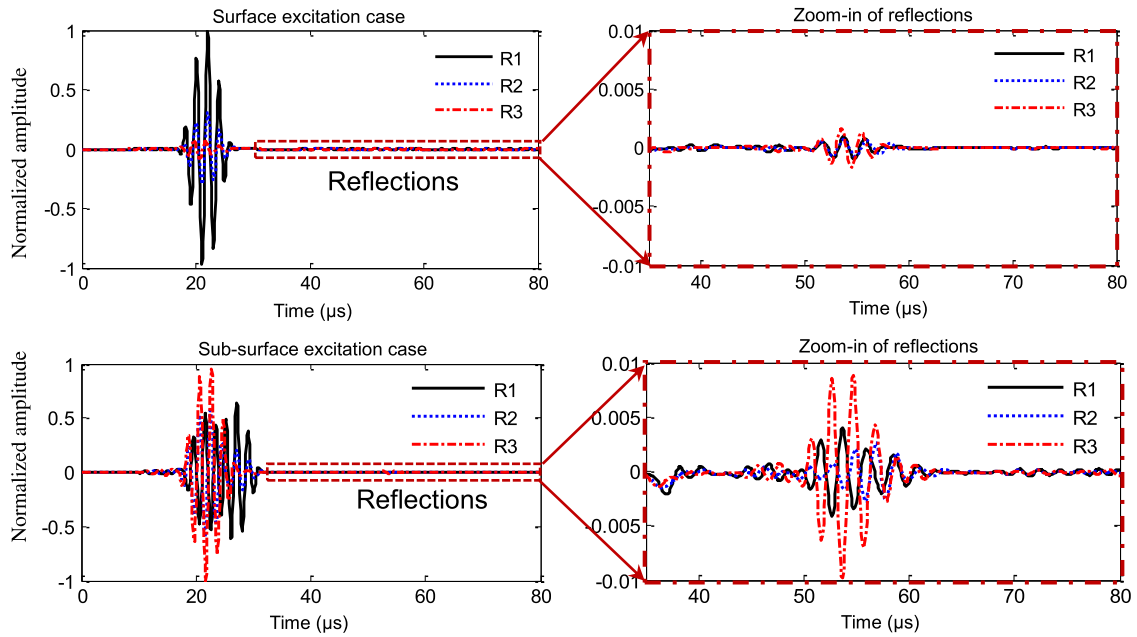 Surface excitation case
Normalized amplitude
1
0.5
0
-0.5
-1
0
20
40
60
80
Time (µs)
R1
R2
R3
Reflections
Zoom-in of reflections
0.01
0.005
0
-0.005
-0.01
40
50
60
70
80
Time (µs)
R1
R2
R3
Sub-surface excitation case
Normalized amplitude
1
0.5
0
-0.5
-1
0
20
40
60
80
Time (µs)
R1
R2
R3
Reflections
Zoom-in of reflections
0.01
0.005
0
-0.005
-0.01
40
50
60
70
80
Time (µs)
R1
R2
R3